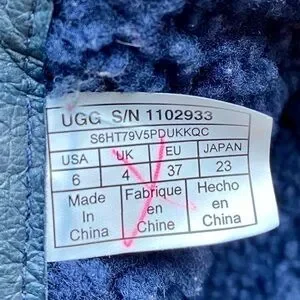 UGG S/N 1102933
S6HT79V5PDUKKQC
USA UK EU JAPAN
6 4 37 23
Made Fabrique Hecho
in en en
China Chine China